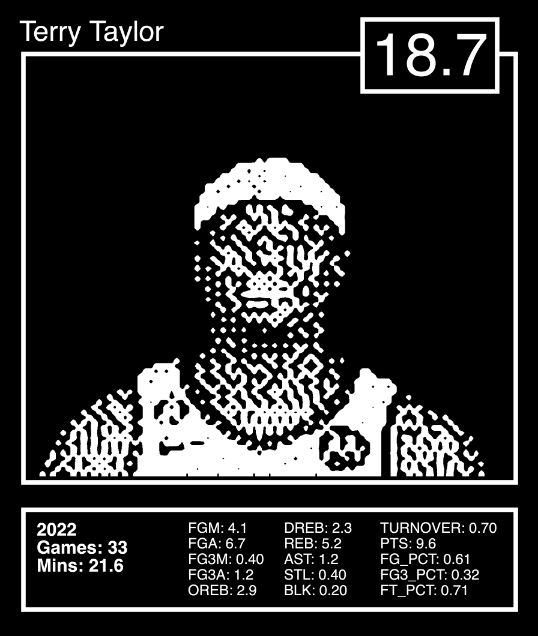 Terry Taylor
18.7
2022
Games: 33
Mins: 21.6
FGM: 4.1
FGA: 6.7
FG3M: 0.40
FG3A: 1.2
OREB: 2.9
DREB: 2.3
REB: 5.2
AST: 1.2
STL: 0.40
BLK: 0.20
TURNOVER: 0.70
PTS: 9.6
FG_PCT: 0.61
FG3_PCT: 0.32
FT_PCT: 0.71